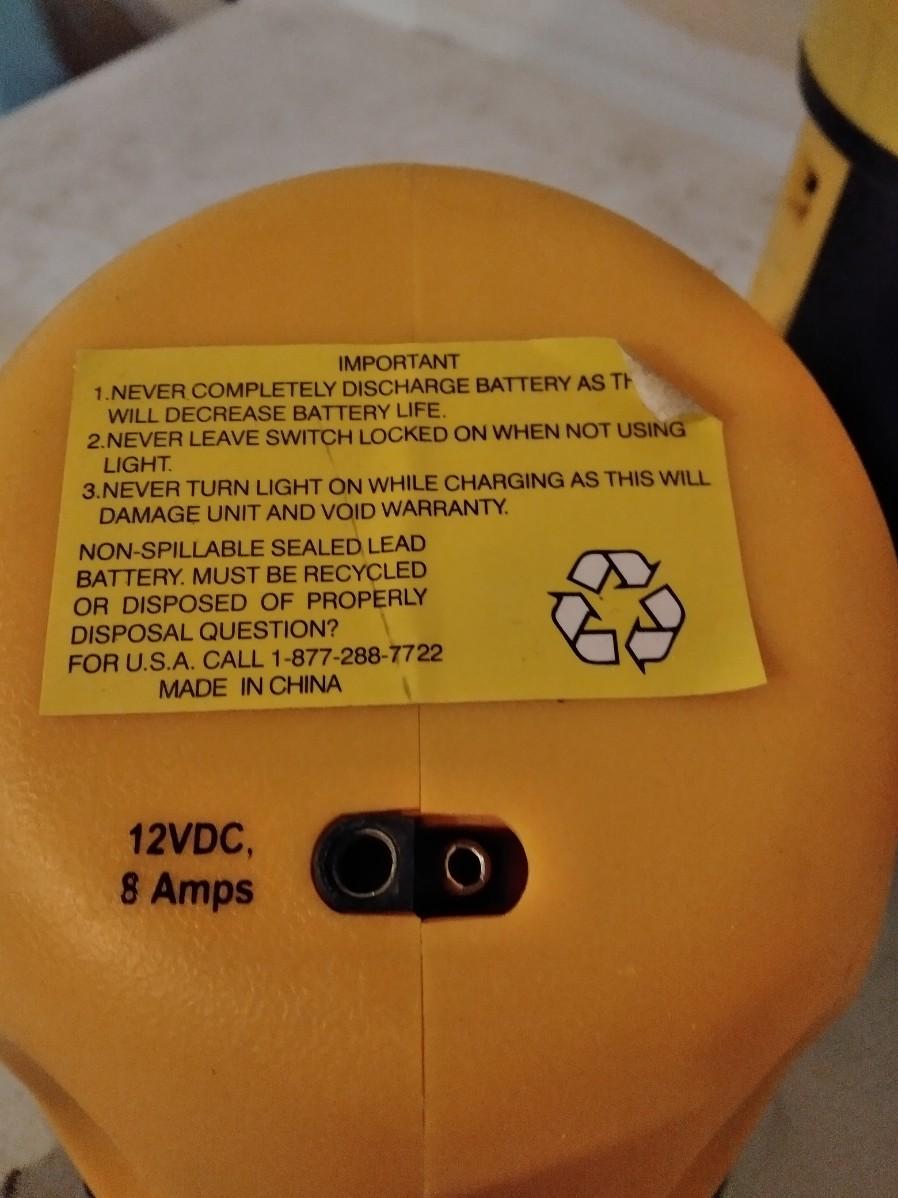 IMPORTANT
1.NEVER COMPLETELY DISCHARGE BATTERY AS
WILL DECREASE BATTERY LIFE.
2.NEVER LEAVE SWITCH LOCKED ON WHEN NOT USING
LIGHT.
3.NEVER TURN LIGHT ON WHILE CHARGING AS THIS WILL
DAMAGE UNIT AND VOID WARRANTY.
NON-SPILLABLE SEALED LEAD
BATTERY. MUST BE RECYCLED
OR DISPOSED OF PROPERLY
DISPOSAL QUESTION?
FOR U.S.A. CALL 1-877-288-7722
MADE IN CHINA
12VDC,
8 Amps